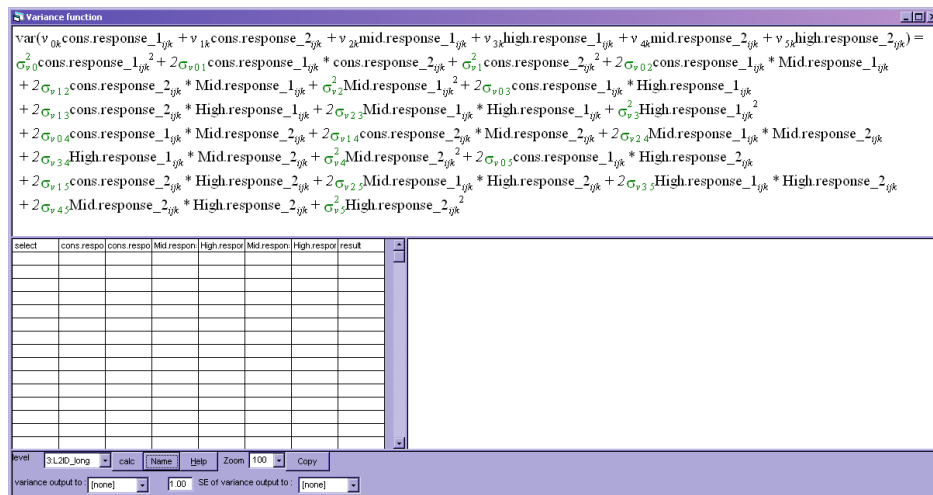 Variance function
var(ν₀ₖcons.response_1ᵢⱼₖ + ν₁ₖcons.response_2ᵢⱼₖ + ν₂ₖmid.response_1ᵢⱼₖ + ν₃ₖhigh.response_1ᵢⱼₖ + ν₄ₖmid.response_2ᵢⱼₖ + ν₅ₖhigh.response_2ᵢⱼₖ) =
σ²ᵥ₀cons.response_1ᵢⱼₖ² + 2σᵥ₀₁cons.response_1ᵢⱼₖ * cons.response_2ᵢⱼₖ + σ²ᵥ₁cons.response_2ᵢⱼₖ² + 2σᵥ₀₂cons.response_1ᵢⱼₖ * Mid.response_1ᵢⱼₖ
+ 2σᵥ₁₂cons.response_2ᵢⱼₖ * Mid.response_1ᵢⱼₖ + σ²ᵥ₂Mid.response_1ᵢⱼₖ² + 2σᵥ₀₃cons.response_1ᵢⱼₖ * High.response_1ᵢⱼₖ
+ 2σᵥ₁₃cons.response_2ᵢⱼₖ * High.response_1ᵢⱼₖ + 2σᵥ₂₃Mid.response_1ᵢⱼₖ * High.response_1ᵢⱼₖ + σ²ᵥ₃High.response_1ᵢⱼₖ²
+ 2σᵥ₀₄cons.response_1ᵢⱼₖ * Mid.response_2ᵢⱼₖ + 2σᵥ₁₄cons.response_2ᵢⱼₖ * Mid.response_2ᵢⱼₖ + 2σᵥ₂₄Mid.response_1ᵢⱼₖ * Mid.response_2ᵢⱼₖ
+ 2σᵥ₃₄High.response_1ᵢⱼₖ * Mid.response_2ᵢⱼₖ + σ²ᵥ₄Mid.response_2ᵢⱼₖ² + 2σᵥ₀₅cons.response_1ᵢⱼₖ * High.response_2ᵢⱼₖ
+ 2σᵥ₁₅cons.response_2ᵢⱼₖ * High.response_2ᵢⱼₖ + 2σᵥ₂₅Mid.response_1ᵢⱼₖ * High.response_2ᵢⱼₖ + 2σᵥ₃₅High.response_1ᵢⱼₖ * High.response_2ᵢⱼₖ
+ 2σᵥ₄₅Mid.response_2ᵢⱼₖ * High.response_2ᵢⱼₖ + σ²ᵥ₅High.response_2ᵢⱼₖ²
select cons.respo cons.respo Mid.respon: High.respor Mid.respon: High.respor result
level 3:L2ID_long calc Name Help Zoom 100 Copy
variance output to : [none] 1.00 SE of variance output to : [none]